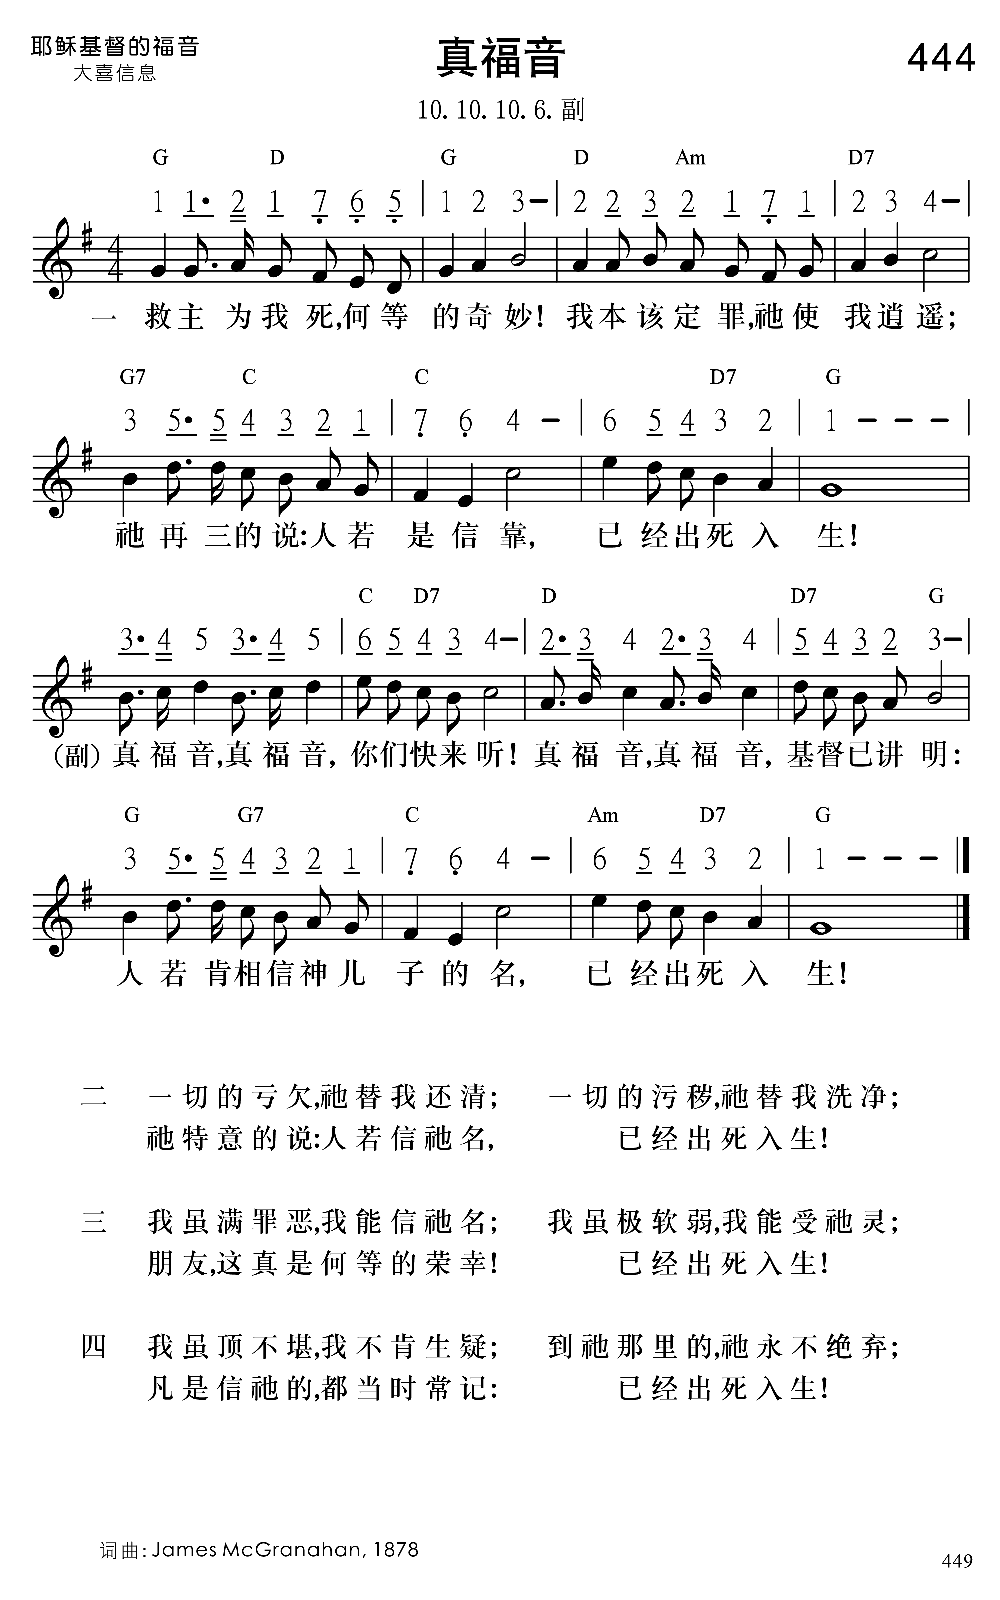 耶稣基督的福音
大喜信息
真福音
444
10.10.10.6.副
G D G D Am D7
1 1• 2 1 7 6 5 | 1 2 3 – | 2 2 3 2 1 7 1 | 2 3 4 – |
4 4
一 救主为我死,何等的奇妙!我本该定罪,祂使我逍遥;
G7 C C D7 G
3 5• 5 4 3 2 1 | 7 6 4 – | 6 5 4 3 2 | 1 – – – |
祂再三的说:人若是信靠,已经出死入生!
C D7 D D7 G
3• 4 5 3• 4 5 | 6 5 4 3 4 – | 2• 3 4 2• 3 4 | 5 4 3 2 3 – |
(副)真福音,真福音,你们快来听!真福音,真福音,基督已讲明:
G G7 C Am D7 G
3 5• 5 4 3 2 1 | 7 6 4 – | 6 5 4 3 2 | 1 – – – ‖
人若肯相信神儿子的名,已经出死入生!
二 一切的亏欠,祂替我还清; 一切的污秽,祂替我洗净;
祂特意的说:人若信祂名, 已经出死入生!
三 我虽满罪恶,我能信祂名; 我虽极软弱,我能受祂灵;
朋友,这真是何等的荣幸! 已经出死入生!
四 我虽顶不堪,我不肯生疑; 到祂那里的,祂永不绝弃;
凡是信祂的,都当时常记: 已经出死入生!
词曲: James McGranahan, 1878
449